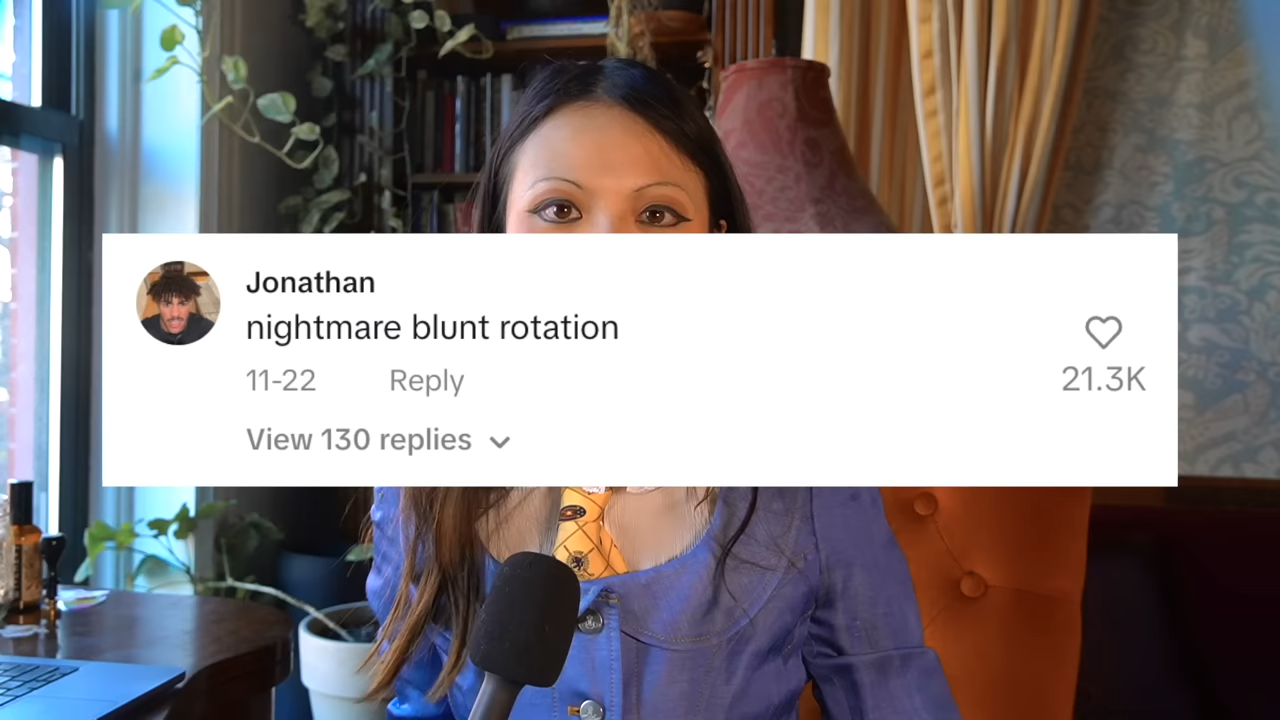 Jonathan
nightmare blunt rotation
11-22 Reply
21.3K
View 130 replies